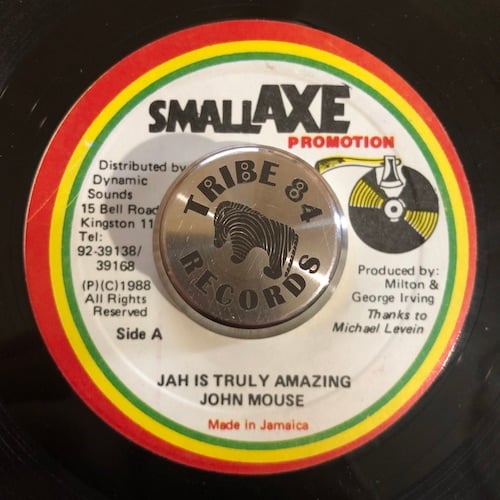 SMALL AXE
PROMOTION
Distributed by
Dynamic
Sounds
15 Bell Road
Kingston 11
Tel:
92-39138/
39168
(P)(C)1988
All Rights
Reserved
Side A
TRIBE 84
RECORDS
Produced by:
Milton &
George Irving
Thanks to
Michael Levein
JAH IS TRULY AMAZING
JOHN MOUSE
Made in Jamaica